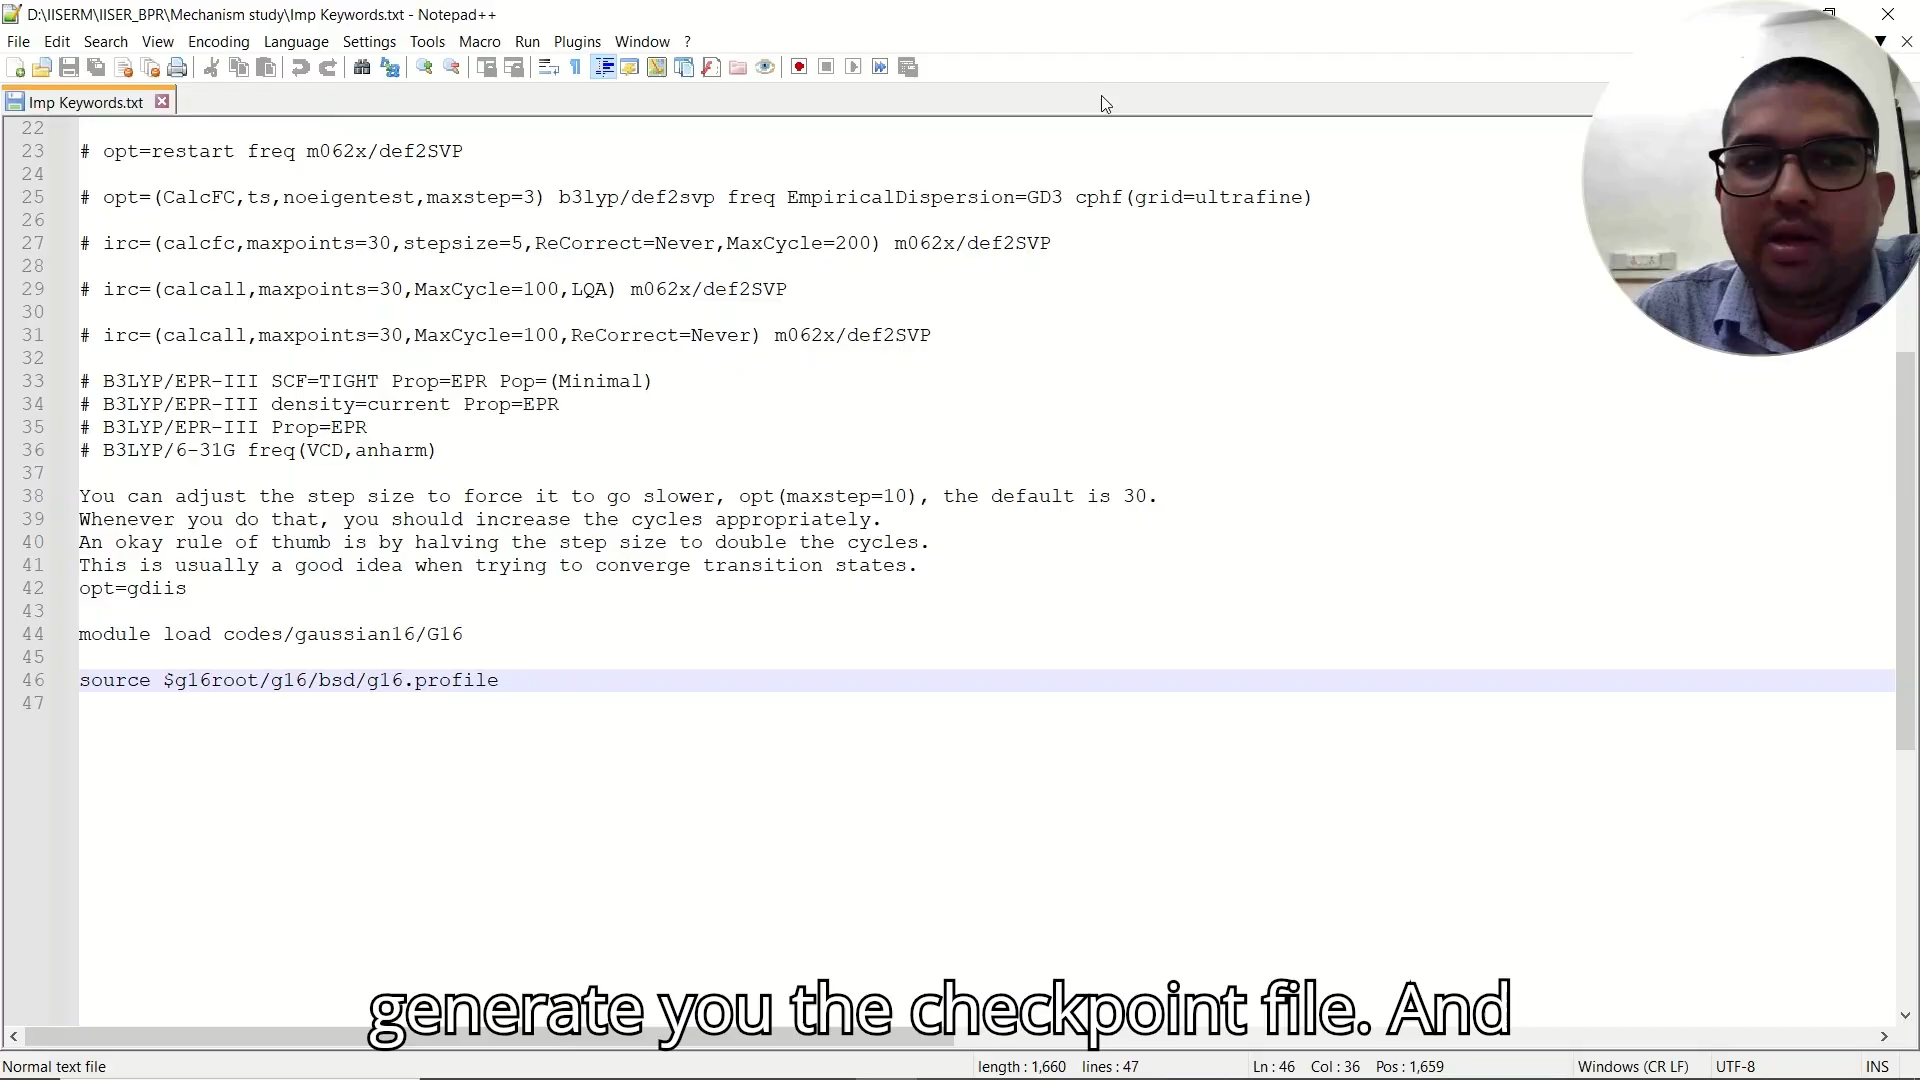 D:\IISERM\IISER_BPR\Mechanism study\Imp Keywords.txt - Notepad++
File Edit Search View Encoding Language Settings Tools Macro Run Plugins Window ?
Imp Keywords.txt
22
23 # opt=restart freq m062x/def2SVP
24
25 # opt=(CalcFC,ts,noeigentest,maxstep=3) b3lyp/def2svp freq EmpiricalDispersion=GD3 cphf(grid=ultrafine)
26
27 # irc=(calcfc,maxpoints=30,stepsize=5,ReCorrect=Never,MaxCycle=200) m062x/def2SVP
28
29 # irc=(calcall,maxpoints=30,MaxCycle=100,LQA) m062x/def2SVP
30
31 # irc=(calcall,maxpoints=30,MaxCycle=100,ReCorrect=Never) m062x/def2SVP
32
33 # B3LYP/EPR-III SCF=TIGHT Prop=EPR Pop=(Minimal)
34 # B3LYP/EPR-III density=current Prop=EPR
35 # B3LYP/EPR-III Prop=EPR
36 # B3LYP/6-31G freq(VCD,anharm)
37
38 You can adjust the step size to force it to go slower, opt(maxstep=10), the default is 30.
39 Whenever you do that, you should increase the cycles appropriately.
40 An okay rule of thumb is by halving the step size to double the cycles.
41 This is usually a good idea when trying to converge transition states.
42 opt=gdiis
43
44 module load codes/gaussian16/G16
45
46 source $g16root/g16/bsd/g16.profile
47
generate you the checkpoint file. And
Normal text file length : 1,660 lines : 47 Ln : 46 Col : 36 Pos : 1,659 Windows (CR LF) UTF-8 INS